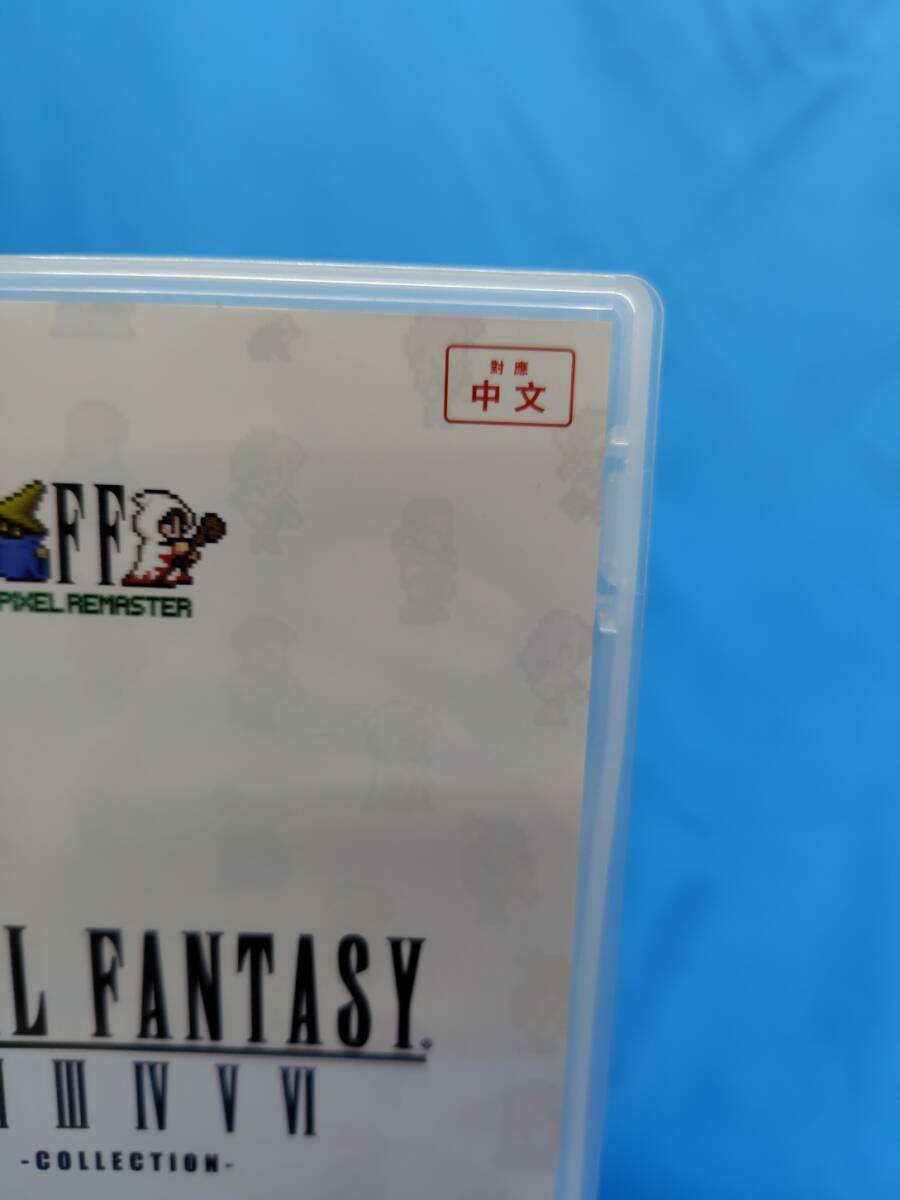 對應
中文
FF
PIXEL REMASTER
L FANTASY®
III IV V VI
-COLLECTION-